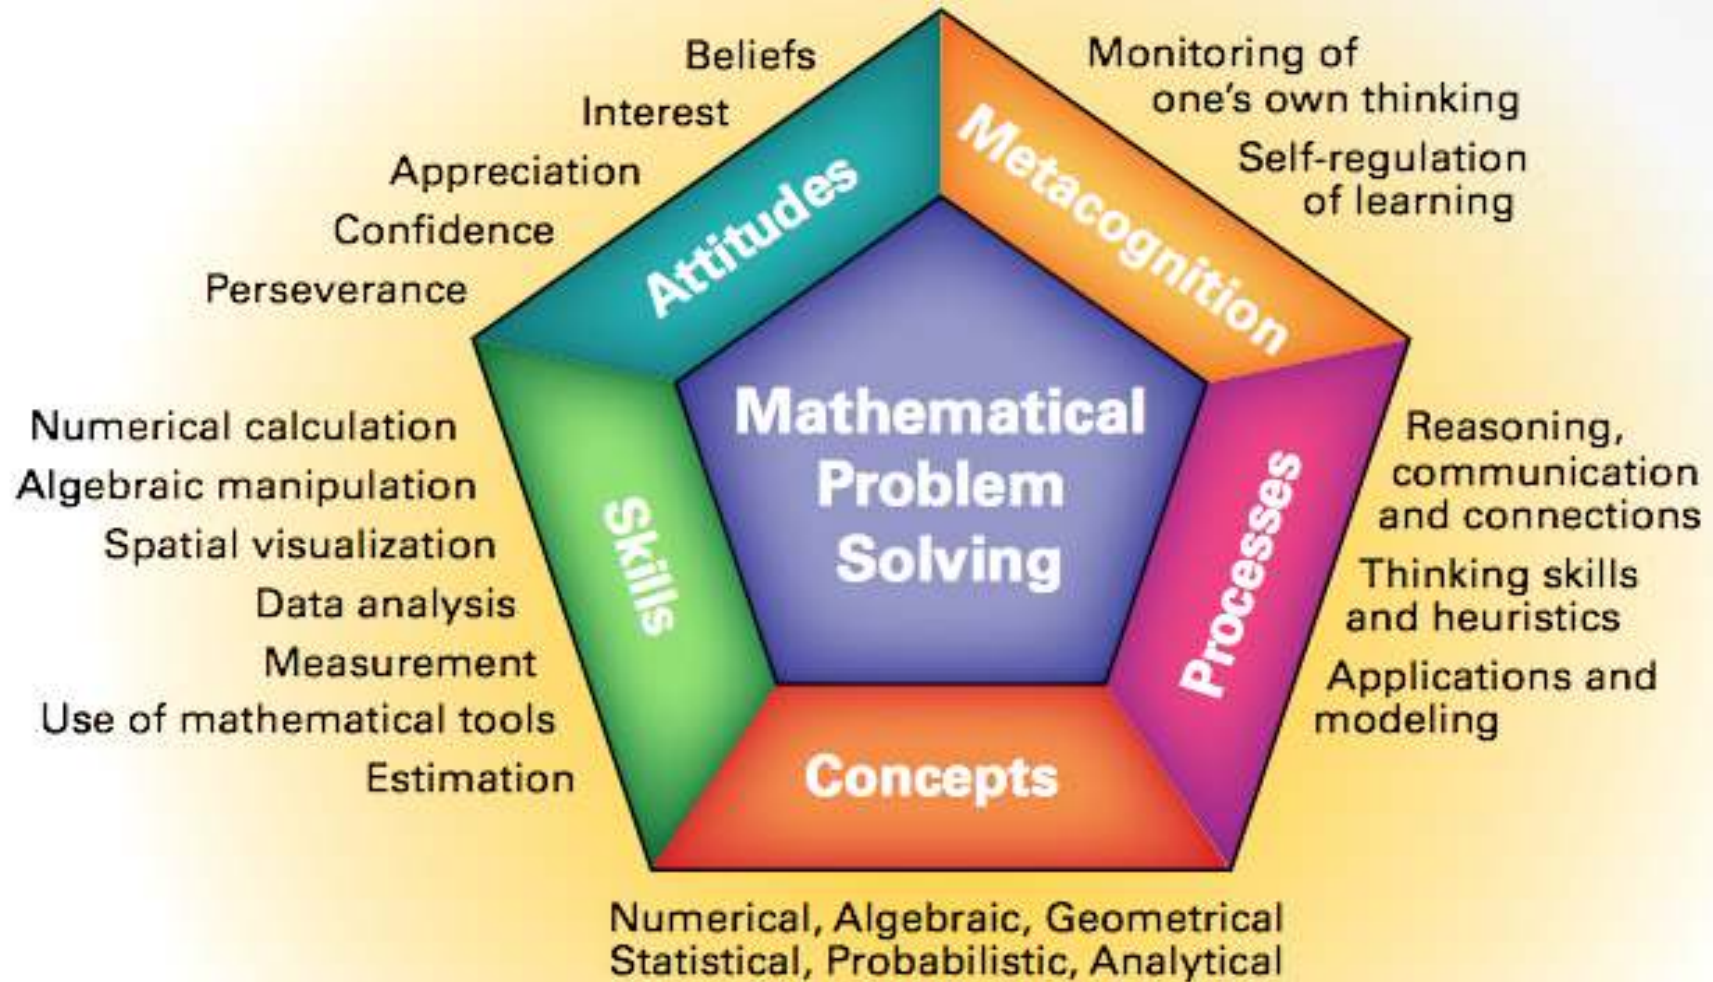 Beliefs
Interest
Appreciation
Confidence
Perseverance
Attitudes
Monitoring of
one's own thinking
Self-regulation
of learning
Metacognition
Mathematical
Problem
Solving
Numerical calculation
Algebraic manipulation
Spatial visualization
Data analysis
Measurement
Use of mathematical tools
Estimation
Skills
Processes
Reasoning,
communication
and connections
Thinking skills
and heuristics
Applications and
modeling
Concepts
Numerical, Algebraic, Geometrical
Statistical, Probabilistic, Analytical